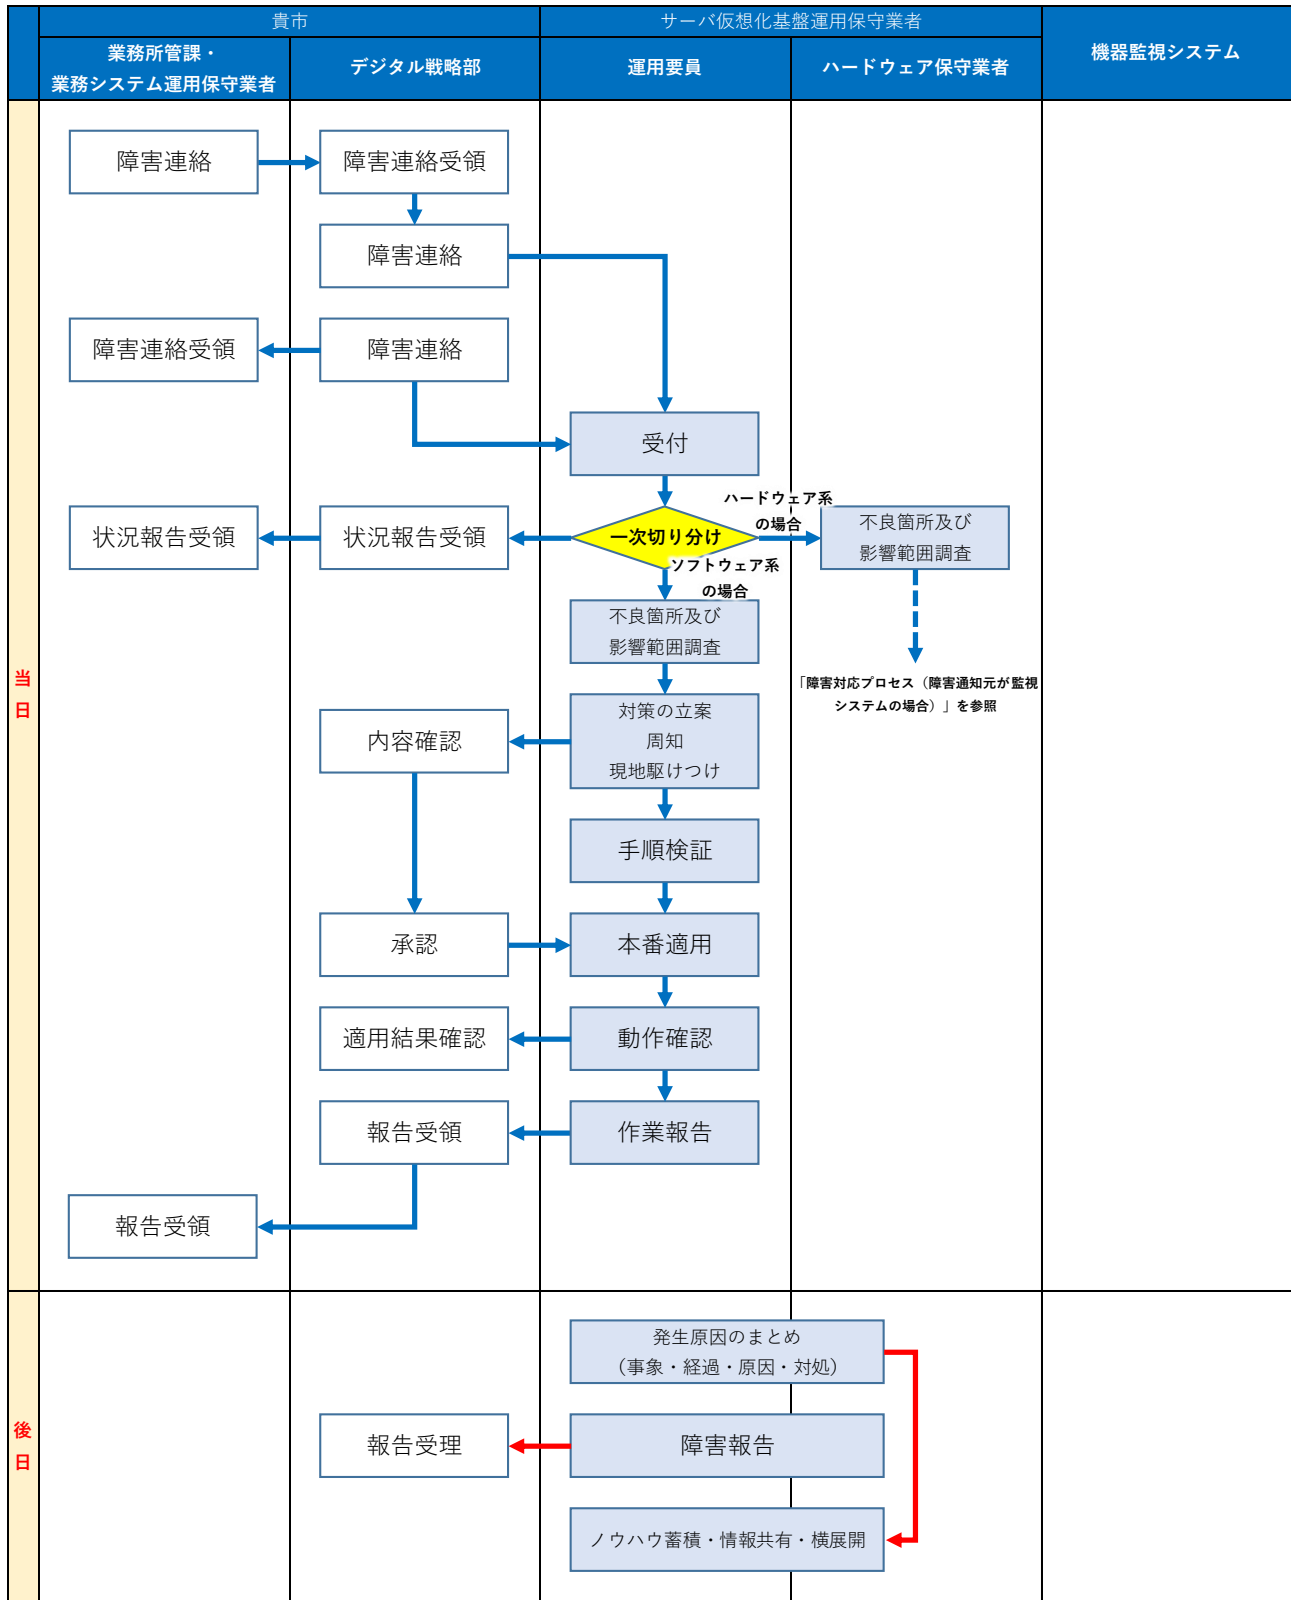 貴市
サーバ仮想化基盤運用保守業者
機器監視システム
業務所管課・
業務システム運用保守業者
デジタル戦略部
運用要員
ハードウェア保守業者
障害連絡
障害連絡受領
障害連絡
障害連絡受領
障害連絡
受付
状況報告受領
状況報告受領
一次切り分け
ハードウェア系
の場合
不良箇所及び
影響範囲調査
ソフトウェア系
の場合
不良箇所及び
影響範囲調査
「障害対応プロセス（障害通知元が監視
システムの場合）」を参照
当
日
内容確認
対策の立案
周知
現地駆けつけ
手順検証
承認
本番適用
適用結果確認
動作確認
報告受領
作業報告
報告受領
後
日
発生原因のまとめ
（事象・経過・原因・対処）
報告受理
障害報告
ノウハウ蓄積・情報共有・横展開